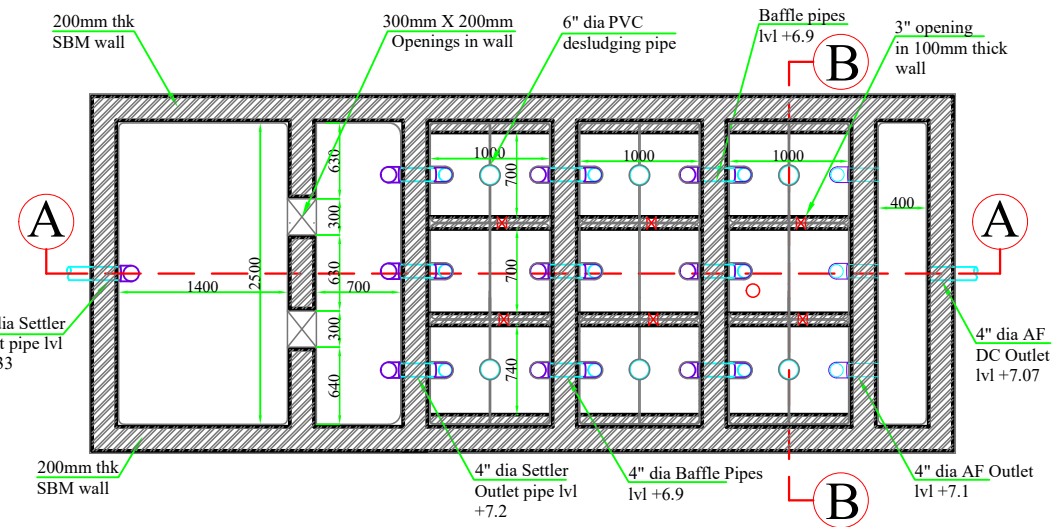 200mm thk
SBM wall
300mm X 200mm
Openings in wall
6" dia PVC
desludging pipe
Baffle pipes
lvl +6.9
3" opening
in 100mm thick
wall
B
A
A
630
300
630
300
640
2500
1400
700
1000
1000
1000
700
700
740
400
dia Settler
pipe lvl
33
4" dia AF
DC Outlet
lvl +7.07
200mm thk
SBM wall
4" dia Settler
Outlet pipe lvl
+7.2
4" dia Baffle Pipes
lvl +6.9
B
4" dia AF Outlet
lvl +7.1